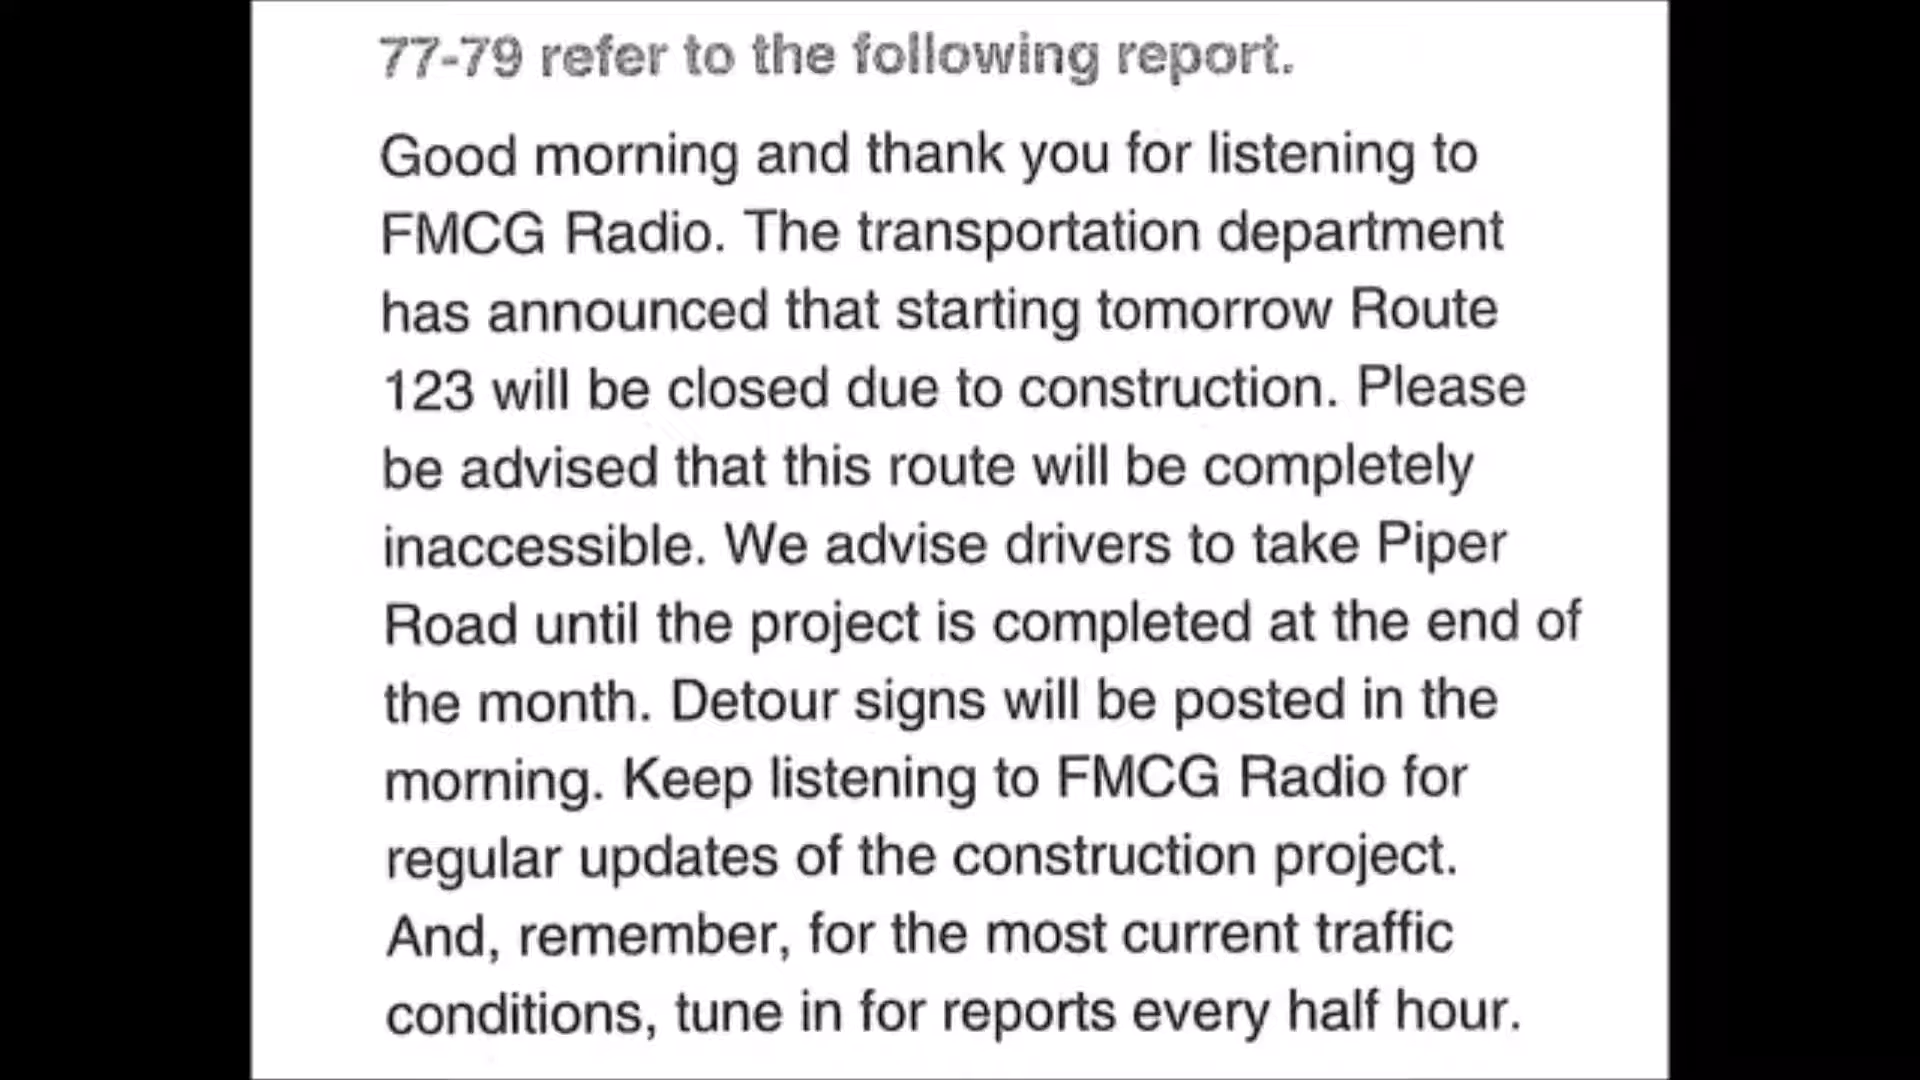 77-79 refer to the following report.
Good morning and thank you for listening to
FMCG Radio. The transportation department
has announced that starting tomorrow Route
123 will be closed due to construction. Please
be advised that this route will be completely
inaccessible. We advise drivers to take Piper
Road until the project is completed at the end of
the month. Detour signs will be posted in the
morning. Keep listening to FMCG Radio for
regular updates of the construction project.
And, remember, for the most current traffic
conditions, tune in for reports every half hour.